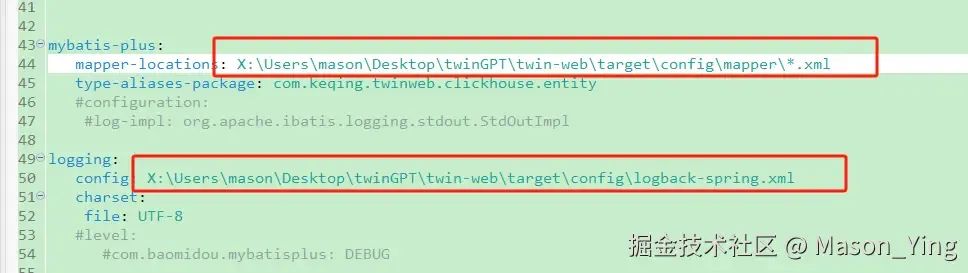 41
42
43 mybatis-plus:
44 mapper-locations: X:\Users\mason\Desktop\twinGPT\twin-web\target\config\mapper\*.xml
45 type-aliases-package: com.keqing.twinweb.clickhouse.entity
46 #configuration:
47 #log-impl: org.apache.ibatis.logging.stdout.StdOutImpl
48
49 logging:
50 config: X:\Users\mason\Desktop\twinGPT\twin-web\target\config\logback-spring.xml
51 charset:
52 file: UTF-8
53 #level:
54 #com.baomidou.mybatisplus: DEBUG
55
掘金技术社区 @ Mason_Ying